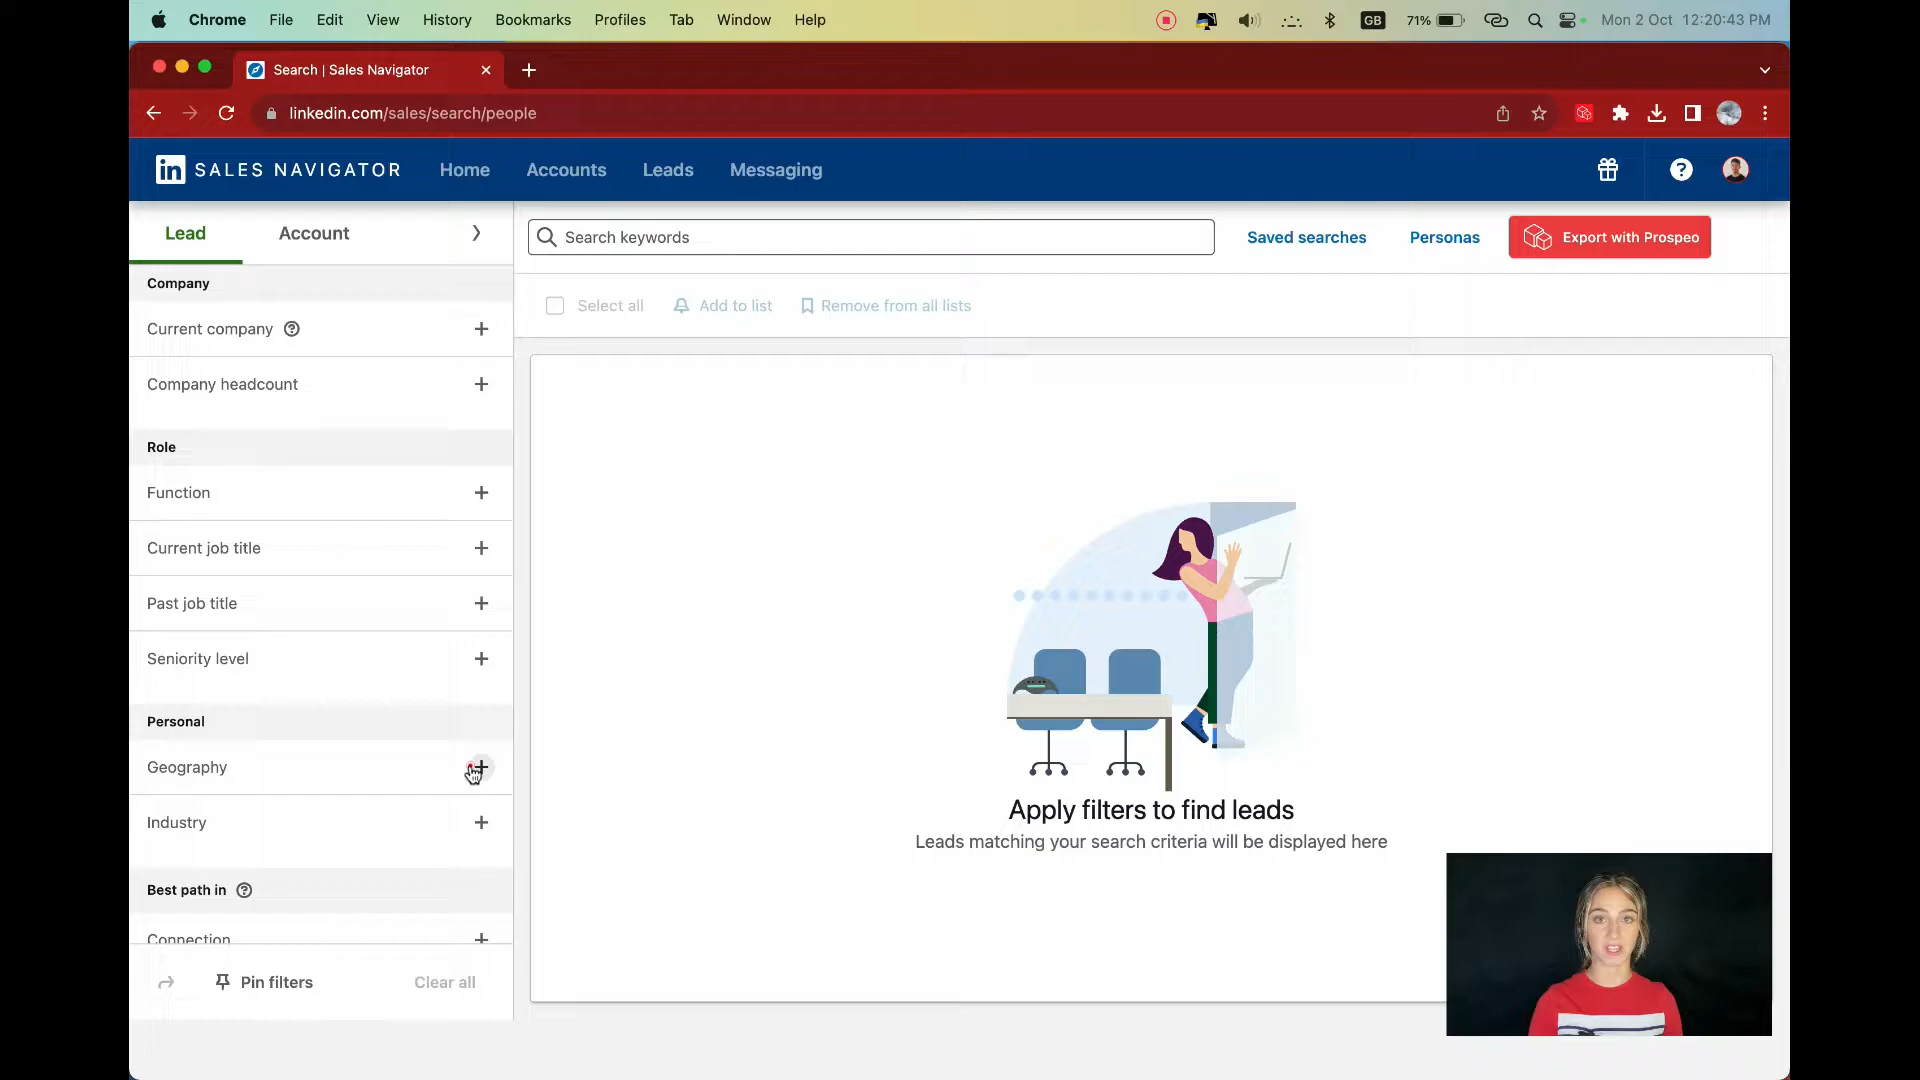 Chrome File Edit View History Bookmarks Profiles Tab Window Help GB 71% Mon 2 Oct 12:20:43 PM
Search | Sales Navigator
linkedin.com/sales/search/people
in SALES NAVIGATOR Home Accounts Leads Messaging ?
Lead Account
Search keywords Saved searches Personas Export with Prospeo
Company
Select all Add to list Remove from all lists
Current company ?
Company headcount
Role
Function
Current job title
Past job title
Seniority level
Personal
Geography
Industry
Apply filters to find leads
Leads matching your search criteria will be displayed here
Best path in ?
Connection
Pin filters Clear all